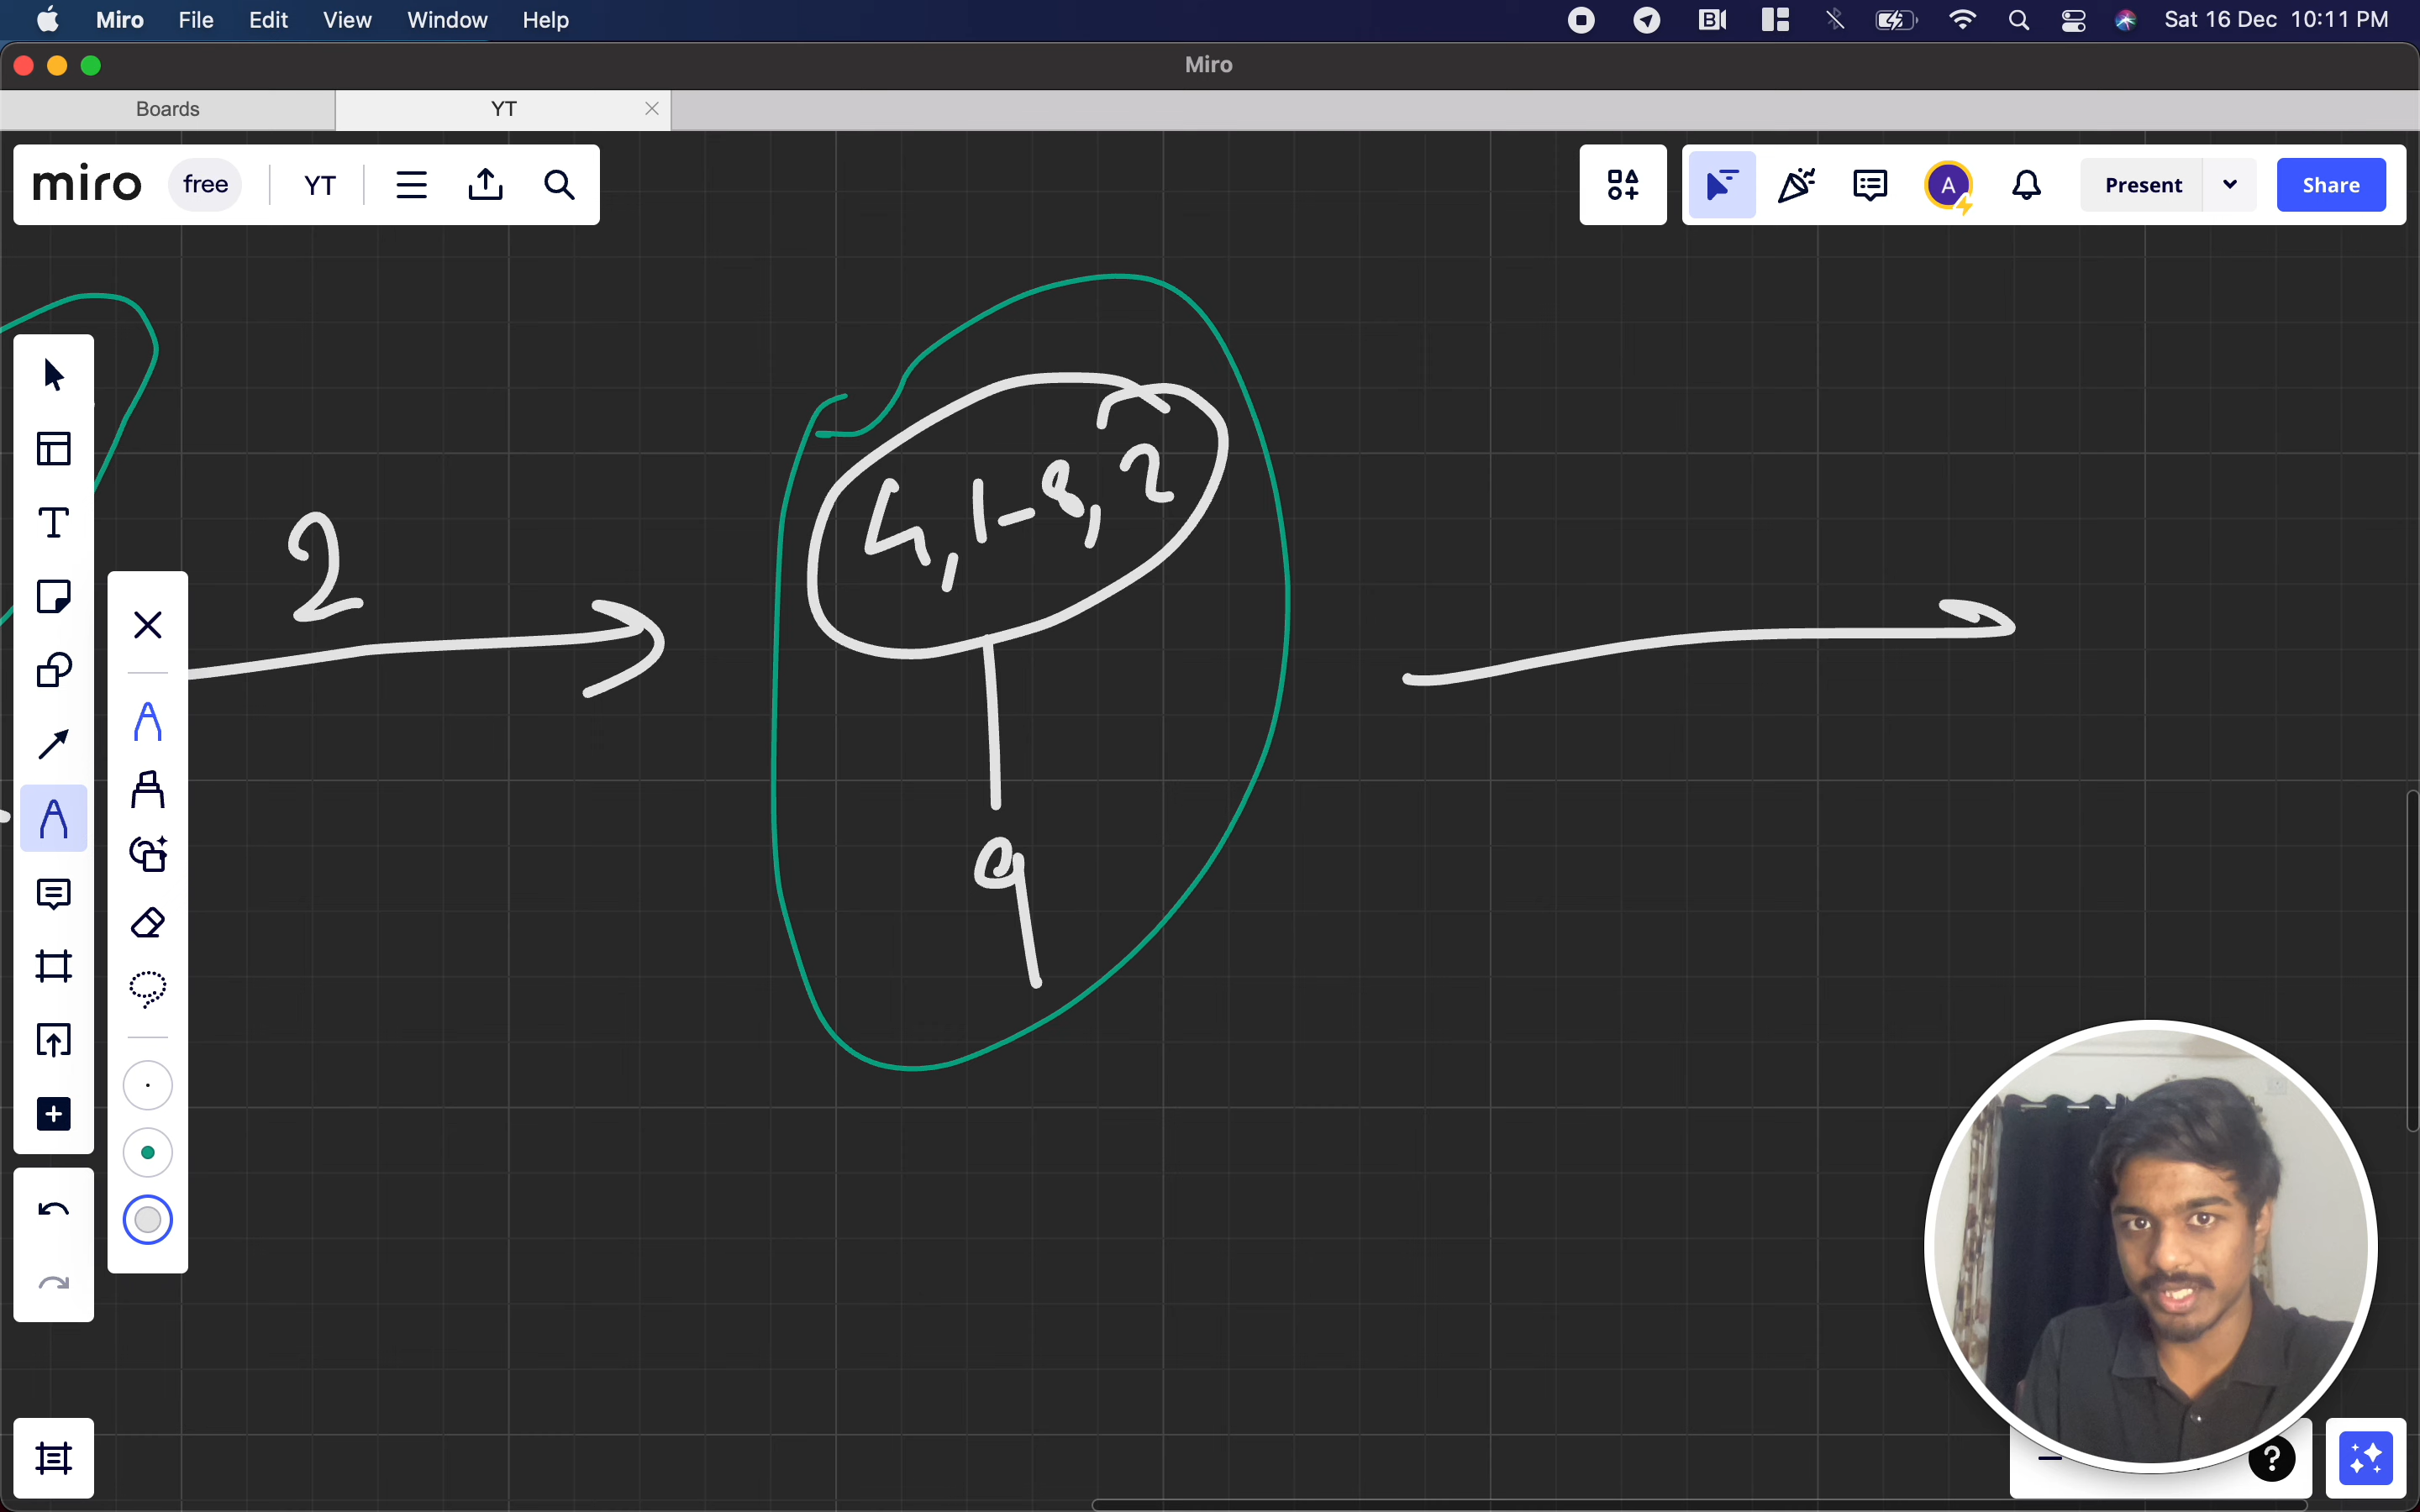 Miro File Edit View Window Help Sat 16 Dec 10:11 PM
Miro
Boards YT
miro free YT Present Share
A
2
4, 1-8, 2
9
?